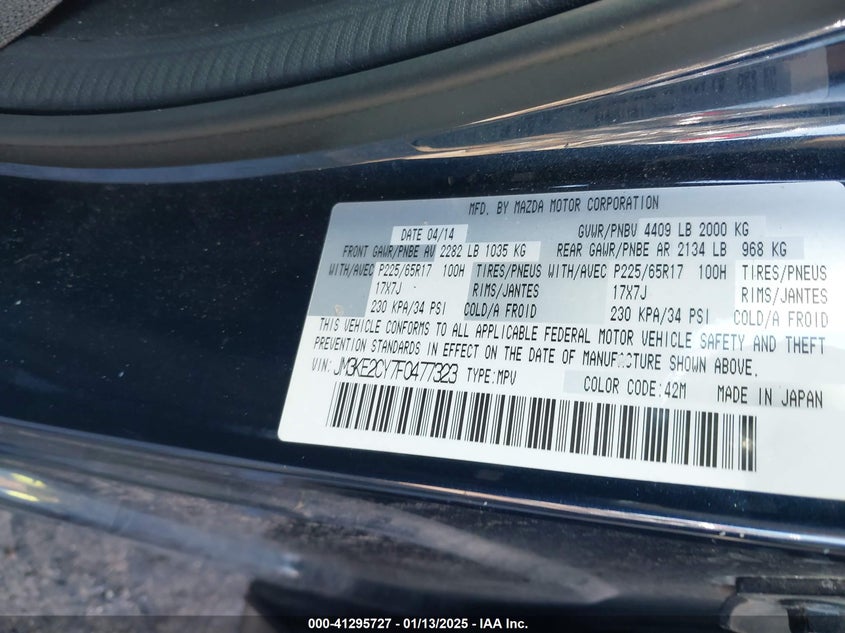 MFD. BY MAZDA MOTOR CORPORATION
DATE 04/14 GVWR/PNBV 4409 LB 2000 KG
FRONT GAWR/PNBE AV 2282 LB 1035 KG REAR GAWR/PNBE AR 2134 LB 968 KG
WITH/AVEC P225/65R17 100H TIRES/PNEUS WITH/AVEC P225/65R17 100H TIRES/PNEUS
17X7J RIMS/JANTES 17X7J RIMS/JANTES
230 KPA/34 PSI COLD/A FROID 230 KPA/34 PSI COLD/A FROID
THIS VEHICLE CONFORMS TO ALL APPLICABLE FEDERAL MOTOR VEHICLE SAFETY AND THEFT
PREVENTION STANDARDS IN EFFECT ON THE DATE OF MANUFACTURE SHOWN ABOVE.
VIN: JM3KE2CY7F0477323 TYPE:MPV COLOR CODE:42M MADE IN JAPAN
000-41295727 - 01/13/2025 - IAA Inc.